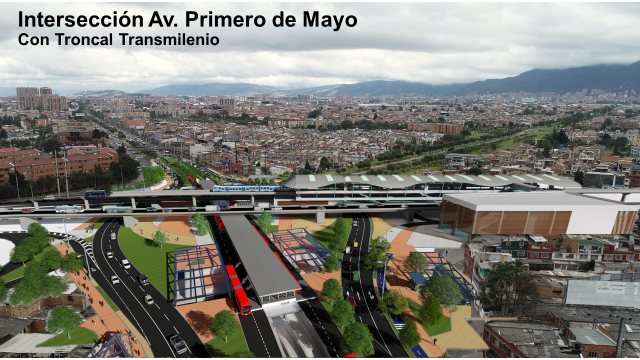 Intersección Av. Primero de Mayo
Con Troncal Transmilenio